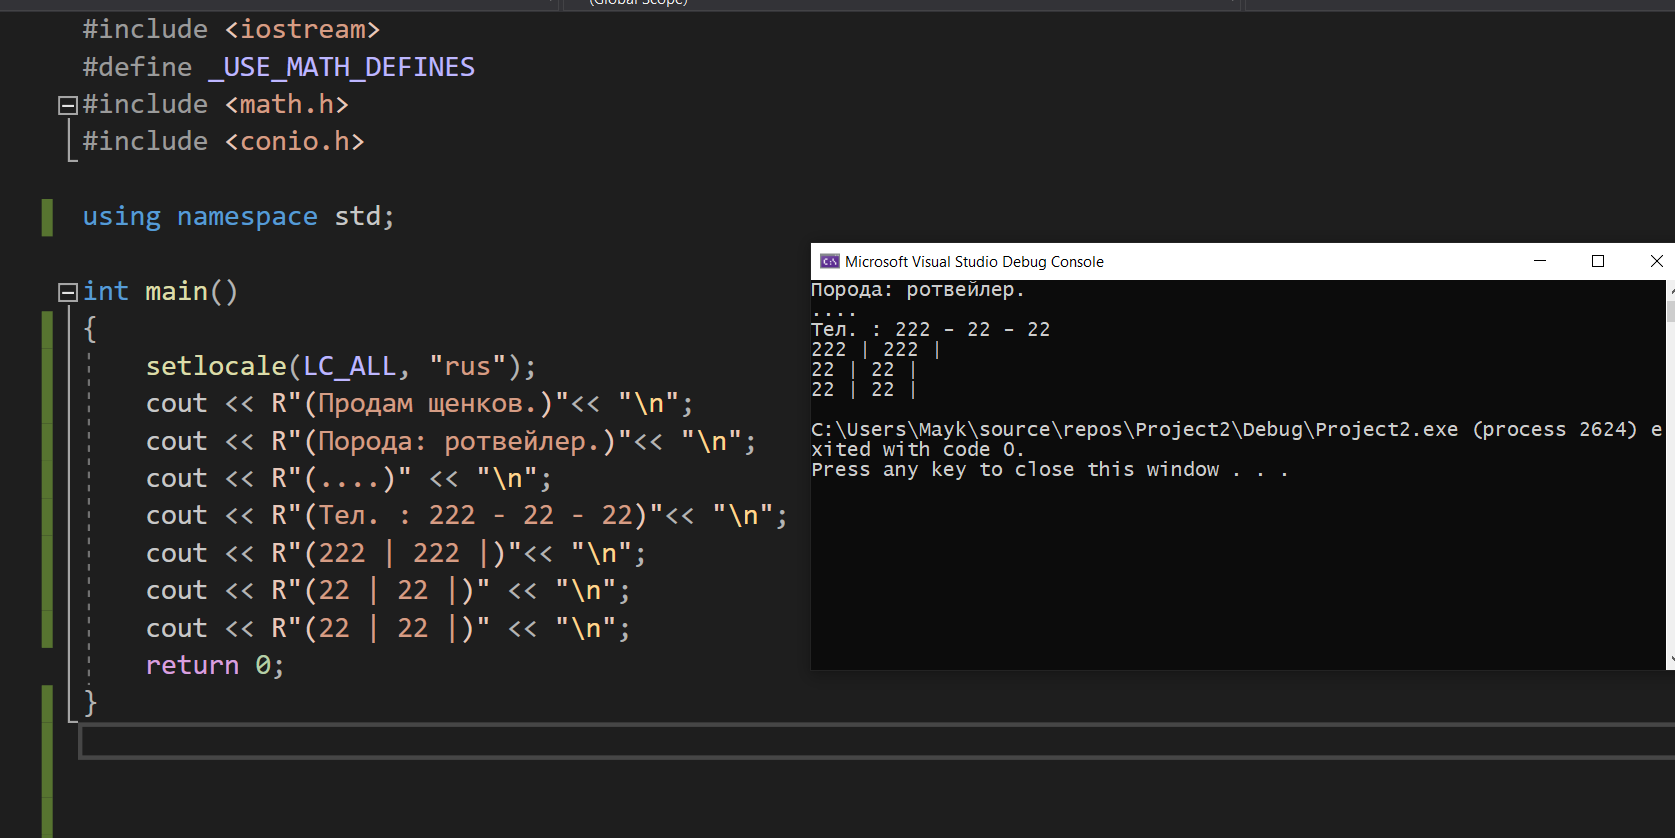 (Global Scope)
#include <iostream>
#define _USE_MATH_DEFINES
#include <math.h>
#include <conio.h>
using namespace std;
int main()
{
setlocale(LC_ALL, "rus");
cout << R"(Продам щенков.)"<< "\n";
cout << R"(Порода: ротвейлер.)"<< "\n";
cout << R"(....)" << "\n";
cout << R"(Тел. : 222 - 22 - 22)"<< "\n";
cout << R"(222 | 222 |)"<< "\n";
cout << R"(22 | 22 |)" << "\n";
cout << R"(22 | 22 |)" << "\n";
return 0;
}
Microsoft Visual Studio Debug Console
Порода: ротвейлер.
....
Тел. : 222 - 22 - 22
222 | 222 |
22 | 22 |
22 | 22 |
C:\Users\Mayk\source\repos\Project2\Debug\Project2.exe (process 2624) e
xited with code 0.
Press any key to close this window . . .